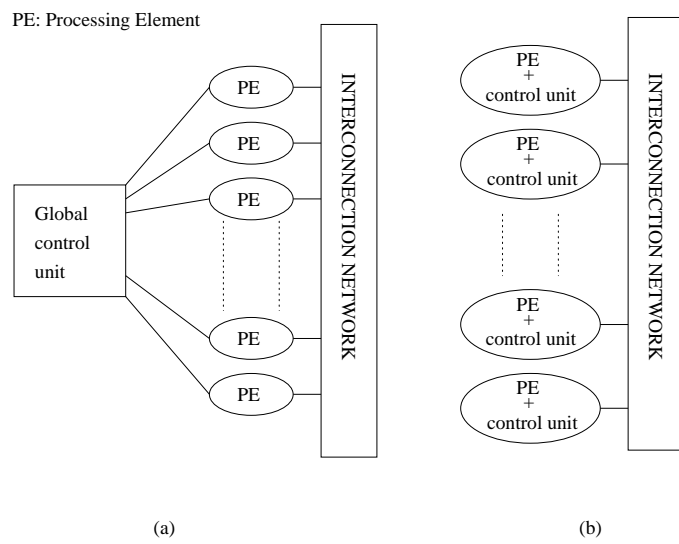 PE: Processing Element
Global
control
unit
PE
PE
PE
PE
PE
INTERCONNECTION NETWORK
(a)
PE
+
control unit
PE
+
control unit
PE
+
control unit
PE
+
control unit
INTERCONNECTION NETWORK
(b)